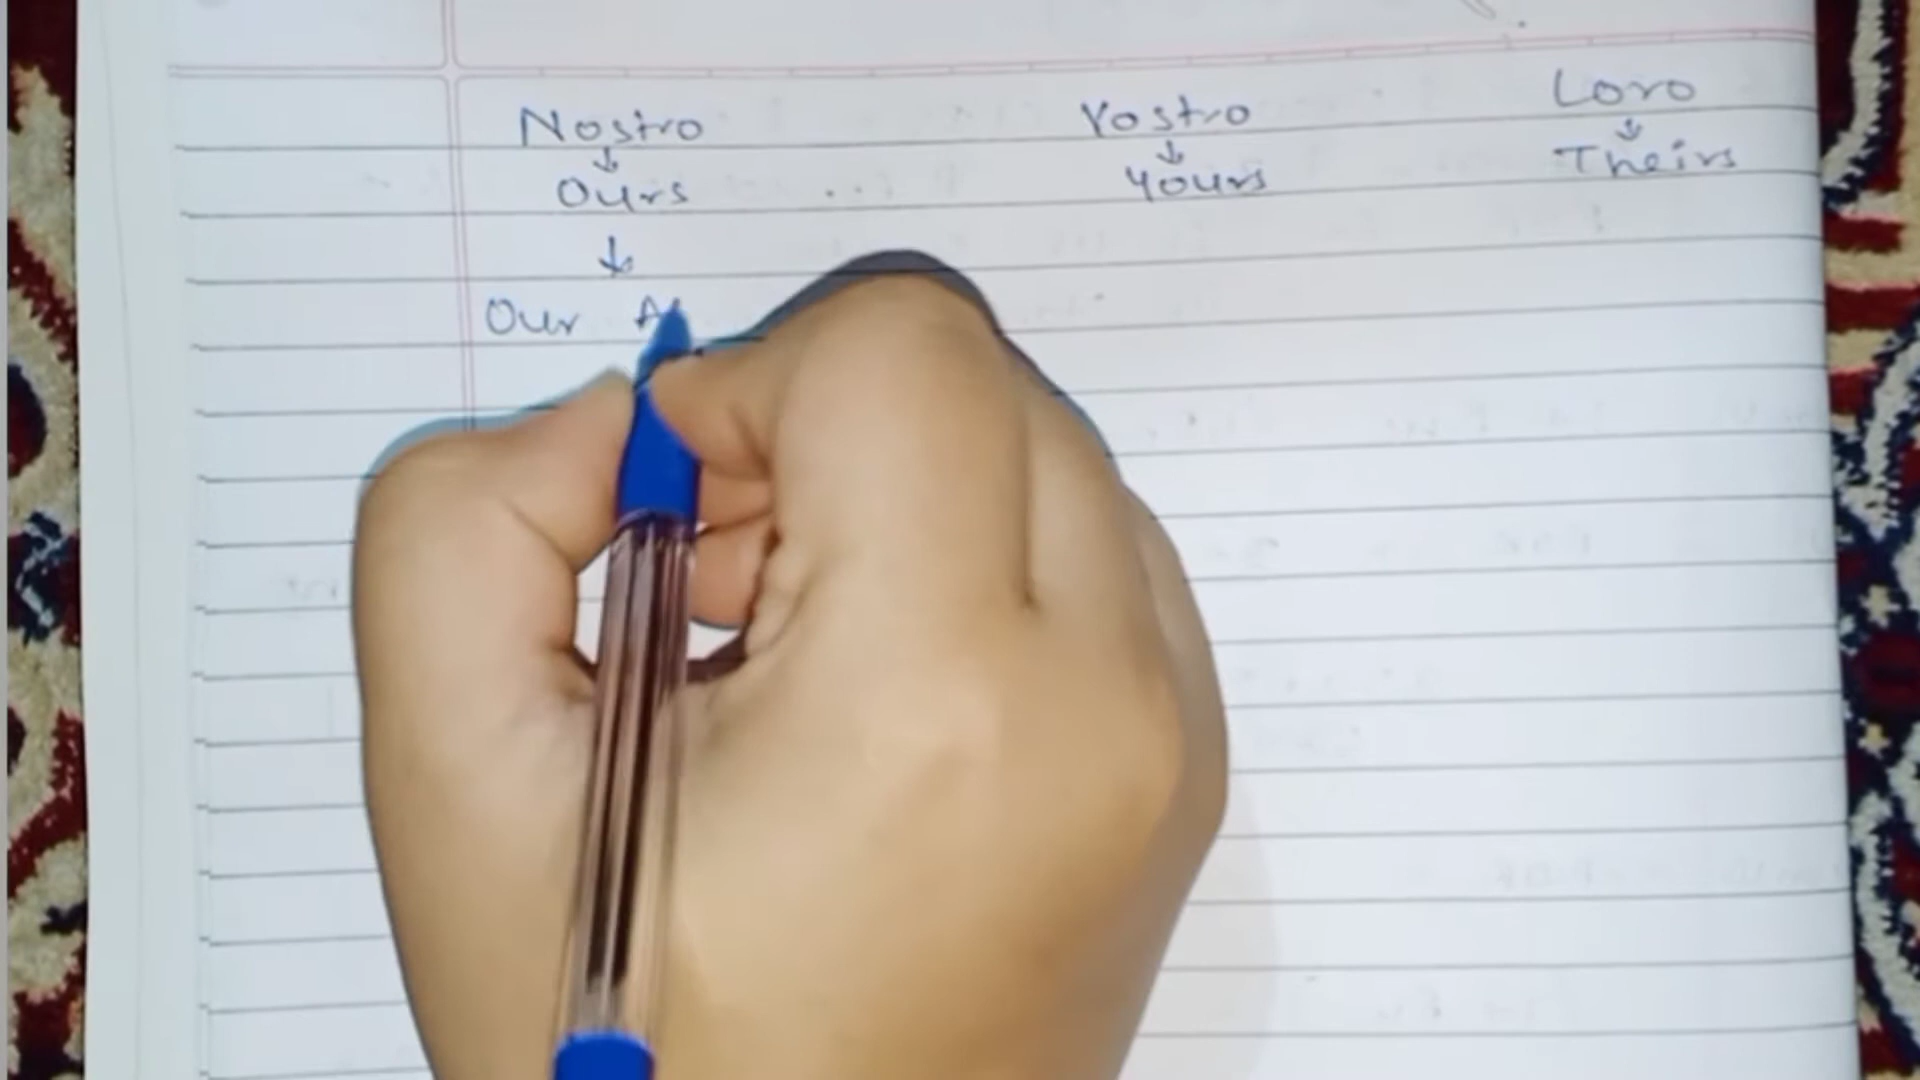 Nostro Vostro Loro
↓ ↓ ↓
Ours Yours Theirs
↓
Our